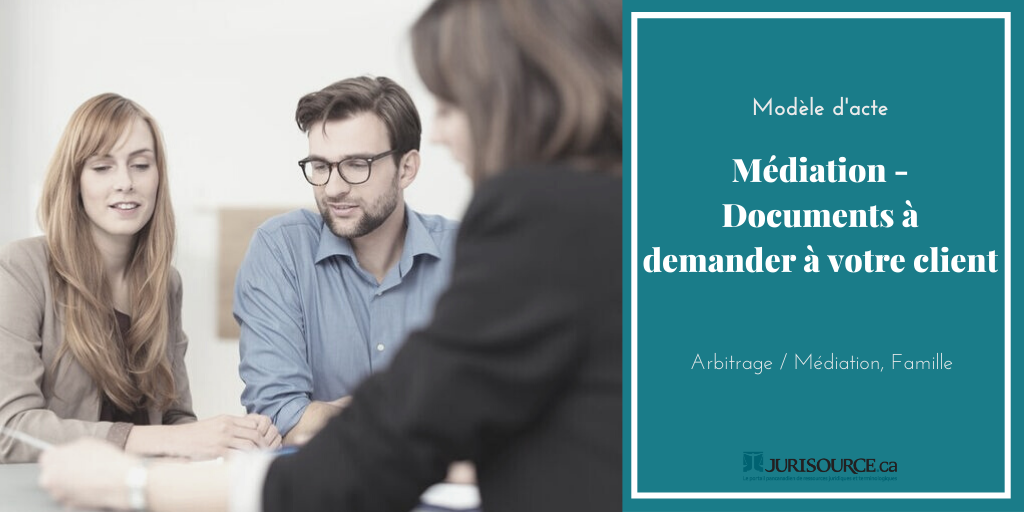 Modèle d'acte
Médiation -
Documents à
demander à votre client
Arbitrage / Médiation, Famille
JURISOURCE.ca